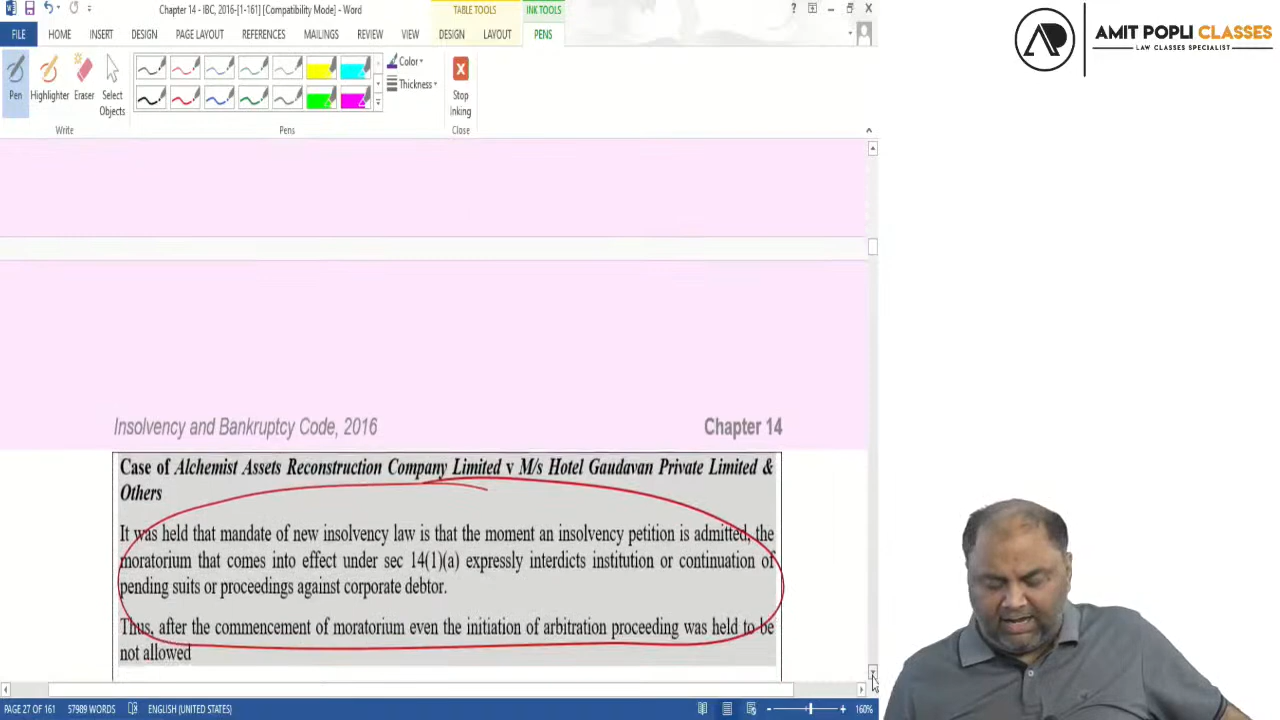 Chapter 14 - IBC, 2016-[1-161] [Compatibility Mode] - Word
TABLE TOOLS
INK TOOLS
FILE HOME INSERT DESIGN PAGE LAYOUT REFERENCES MAILINGS REVIEW VIEW DESIGN LAYOUT PENS
Pen
Highlighter
Eraser
Select
Objects
Color
Thickness
Stop
Inking
Write
Pens
Close
AP
AMIT POPLI CLASSES
LAW CLASSES SPECIALIST
Insolvency and Bankruptcy Code, 2016
Chapter 14
Case of Alchemist Assets Reconstruction Company Limited v M/s Hotel Gaudavan Private Limited &
Others
It was held that mandate of new insolvency law is that the moment an insolvency petition is admitted, the
moratorium that comes into effect under sec 14(1)(a) expressly interdicts institution or continuation of
pending suits or proceedings against corporate debtor.
Thus, after the commencement of moratorium even the initiation of arbitration proceeding was held to be
not allowed
PAGE 27 OF 161 57989 WORDS ENGLISH (UNITED STATES) 160%